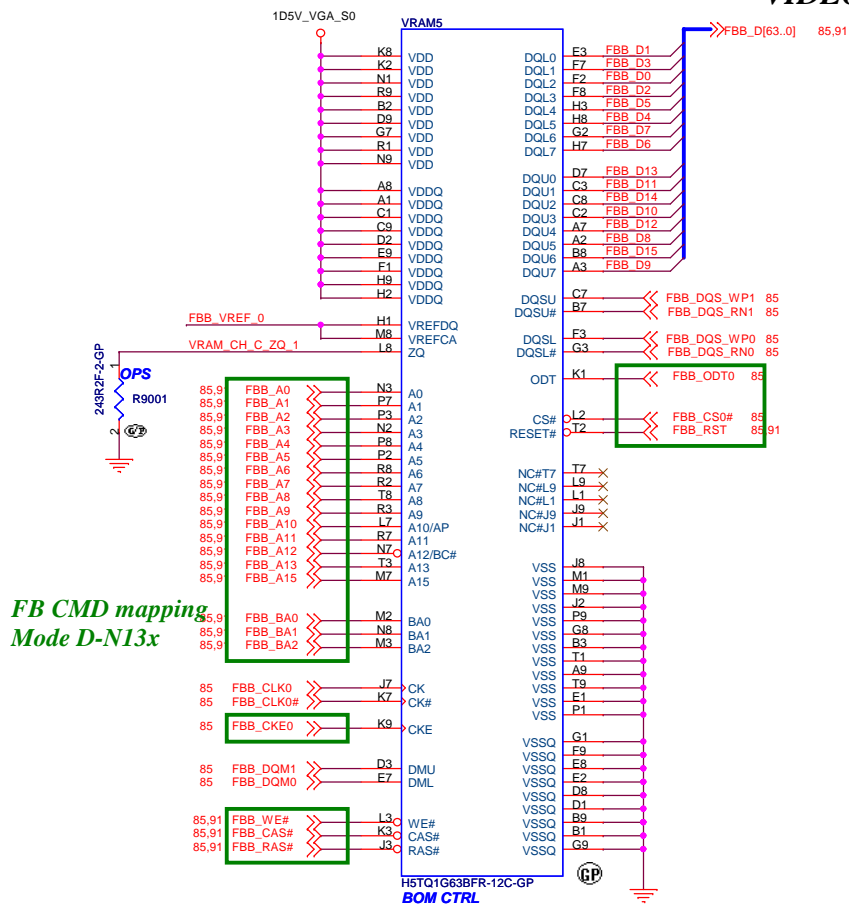 VIDEO
1D5V_VGA_S0
VRAM5
FBB_D[63..0] 85,91
K8 VDD
K2 VDD
N1 VDD
R9 VDD
B2 VDD
D9 VDD
G7 VDD
R1 VDD
N9 VDD
A8 VDDQ
A1 VDDQ
C1 VDDQ
C9 VDDQ
D2 VDDQ
E9 VDDQ
F1 VDDQ
H9 VDDQ
H2 VDDQ
FBB_VREF_0 H1 VREFDQ
M8 VREFCA
VRAM_CH_C_ZQ_1 L8 ZQ
243R2F-2-GP
1
OPS
R9001
2
G/P
85,9 FBB_A0 N3 A0
85,9 FBB_A1 P7 A1
85,9 FBB_A2 P3 A2
85,9 FBB_A3 N2 A3
85,9 FBB_A4 P8 A4
85,9 FBB_A5 P2 A5
85,9 FBB_A6 R8 A6
85,9 FBB_A7 R2 A7
85,9 FBB_A8 T8 A8
85,9 FBB_A9 R3 A9
85,9 FBB_A10 L7 A10/AP
85,9 FBB_A11 R7 A11
85,9 FBB_A12 N7 A12/BC#
85,9 FBB_A13 T3 A13
85,9 FBB_A15 M7 A15
FB CMD mapping
Mode D-N13x
85,9 FBB_BA0 M2 BA0
85,9 FBB_BA1 N8 BA1
85,9 FBB_BA2 M3 BA2
85 FBB_CLK0 J7 CK
85 FBB_CLK0# K7 CK#
85 FBB_CKE0 K9 CKE
85 FBB_DQM1 D3 DMU
85 FBB_DQM0 E7 DML
85,91 FBB_WE# L3 WE#
85,91 FBB_CAS# K3 CAS#
85,91 FBB_RAS# J3 RAS#
DQL0 E3 FBB_D1
DQL1 F7 FBB_D3
DQL2 F2 FBB_D0
DQL3 F8 FBB_D2
DQL4 H3 FBB_D5
DQL5 H8 FBB_D4
DQL6 G2 FBB_D7
DQL7 H7 FBB_D6
DQU0 D7 FBB_D13
DQU1 C3 FBB_D11
DQU2 C8 FBB_D14
DQU3 C2 FBB_D10
DQU4 A7 FBB_D12
DQU5 A2 FBB_D8
DQU6 B8 FBB_D15
DQU7 A3 FBB_D9
DQSU C7 FBB_DQS_WP1 85
DQSU# B7 FBB_DQS_RN1 85
DQSL F3 FBB_DQS_WP0 85
DQSL# G3 FBB_DQS_RN0 85
ODT K1 FBB_ODT0 85
CS# L2 FBB_CS0# 85
RESET# T2 FBB_RST 85,91
NC#T7 T7
NC#L9 L9
NC#L1 L1
NC#J9 J9
NC#J1 J1
VSS J8
VSS M1
VSS M9
VSS J2
VSS P9
VSS G8
VSS B3
VSS T1
VSS A9
VSS T9
VSS E1
VSS P1
VSSQ G1
VSSQ F9
VSSQ E8
VSSQ E2
VSSQ D8
VSSQ D1
VSSQ B9
VSSQ B1
VSSQ G9
GP
H5TQ1G63BFR-12C-GP
BOM CTRL